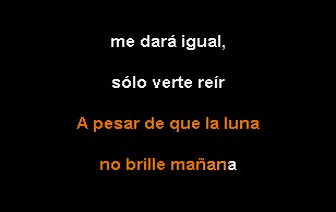 me dará igual,
sólo verte reír
A pesar de que la luna
no brille mañana